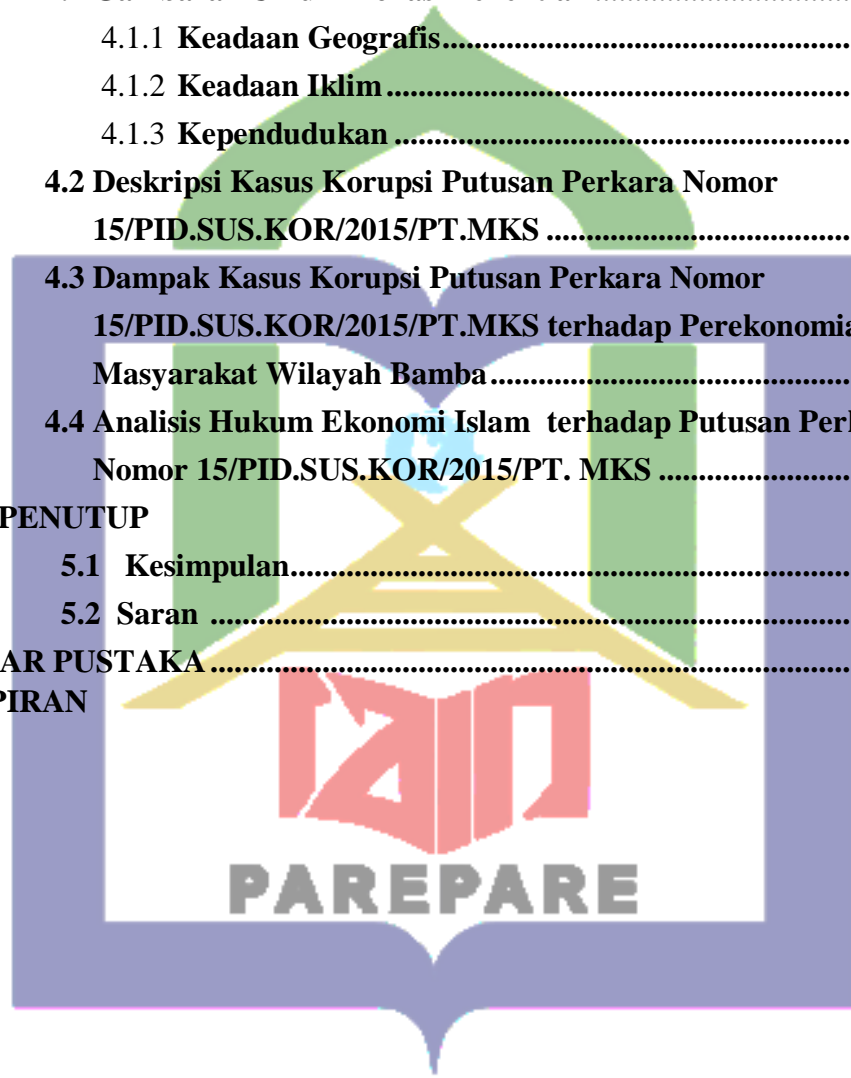 4.1.1 Keadaan Geografis........................................................
4.1.2 Keadaan Iklim ................................................................
4.1.3 Kependudukan ...............................................................
4.2 Deskripsi Kasus Korupsi Putusan Perkara Nomor
15/PID.SUS.KOR/2015/PT.MKS .........................................
4.3 Dampak Kasus Korupsi Putusan Perkara Nomor
15/PID.SUS.KOR/2015/PT.MKS terhadap
Masyarakat Wilayah Bamba..................................................
4.4 Analisis Hukum Ekonomi Islam terhadap Putusan
Nomor 15/PID.SUS.KOR/2015/PT. MKS ..........................
PENUTUP
5.1 Kesimpulan..........................................................................
5.2 Saran ...................................................................................
AR PUSTAKA ....................................................................................
PIRAN
iain
PAREPARE